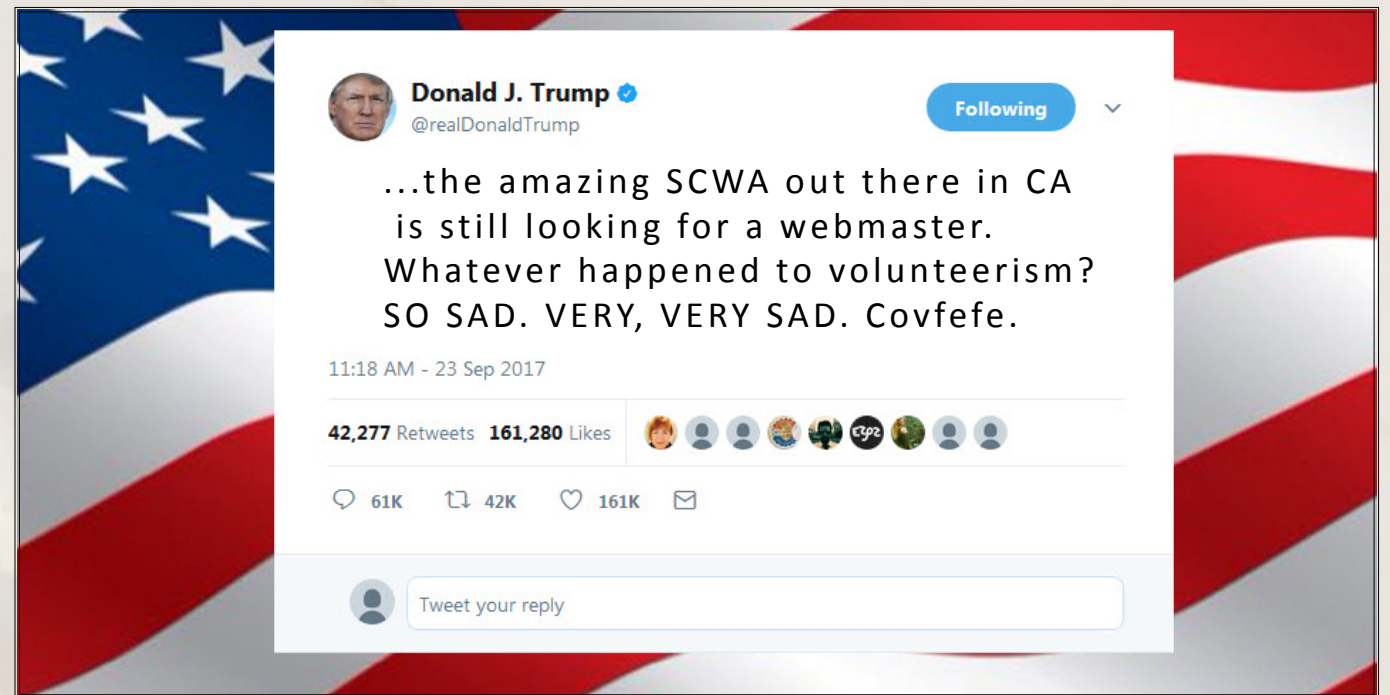 Donald J. Trump
@realDonaldTrump
Following
...the amazing SCWA out there in CA
is still looking for a webmaster.
Whatever happened to volunteerism?
SO SAD. VERY, VERY SAD. Covfefe.
11:18 AM - 23 Sep 2017
42,277 Retweets 161,280 Likes
61K 42K 161K
Tweet your reply